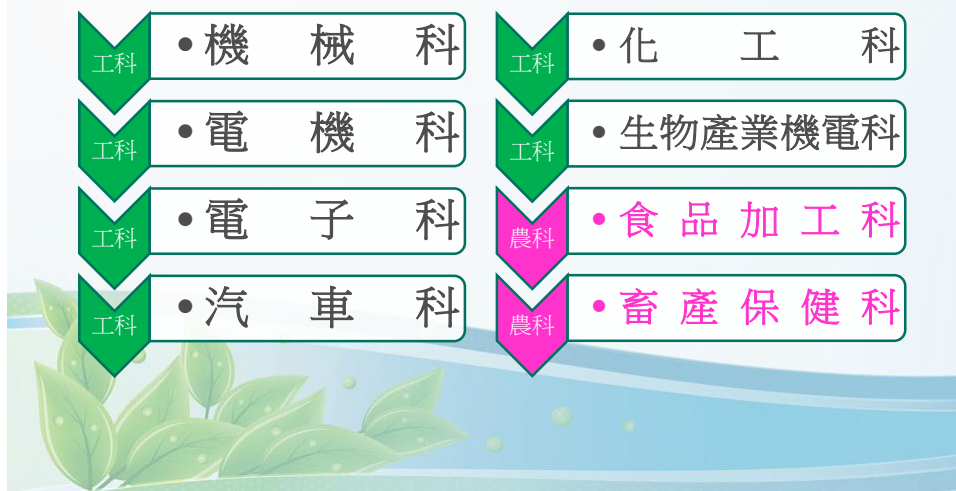 工科 •機械科
工科 •電機科
工科 •電子科
工科 •汽車科
工科 •化工科
工科 •生物產業機電科
農科 •食品加工科
農科 •畜產保健科